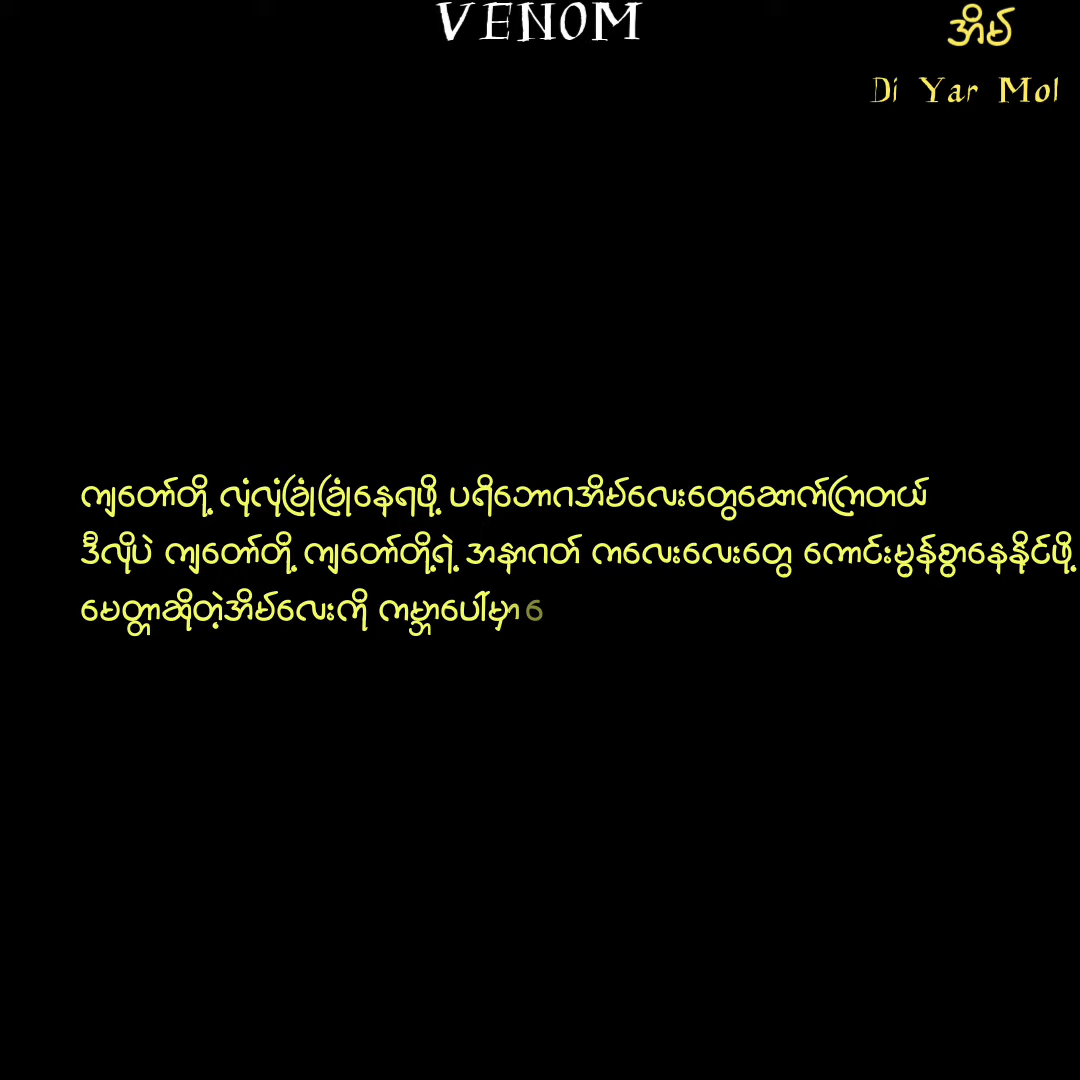 VENOM
အိမ်
Di Yar Mol
ကျတော်တို့ လုံလုံခြုံခြုံနေရဖို့ ပရိဘောဂအိမ်လေးတွေဆောက်ကြတယ်
ဒီလိုပဲ ကျတော်တို့ ကျတော်တို့ရဲ့ အနာဂတ် ကလေးလေးတွေ ကောင်းမွန်စွာနေနိုင်ဖို့
မေတ္တာဆိုတဲ့အိမ်လေးကို ကမ္ဘာပေါ်မှာ